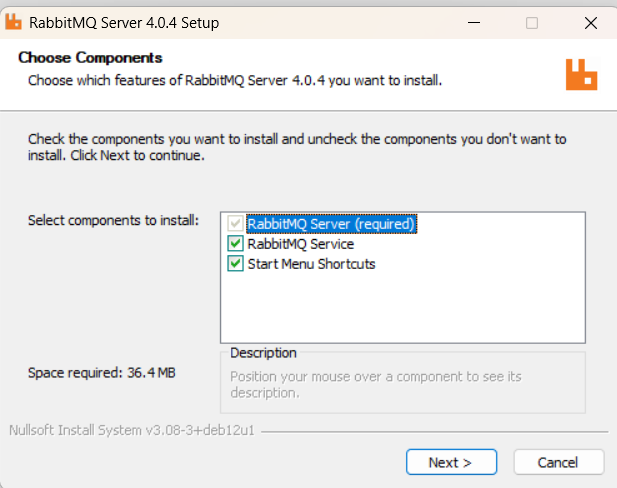 RabbitMQ Server 4.0.4 Setup
Choose Components
Choose which features of RabbitMQ Server 4.0.4 you want to install.
Check the components you want to install and uncheck the components you don't want to
install. Click Next to continue.
Select components to install:
RabbitMQ Server (required)
RabbitMQ Service
Start Menu Shortcuts
Space required: 36.4 MB
Description
Position your mouse over a component to see its
description.
Nullsoft Install System v3.08-3+deb12u1
Next >
Cancel